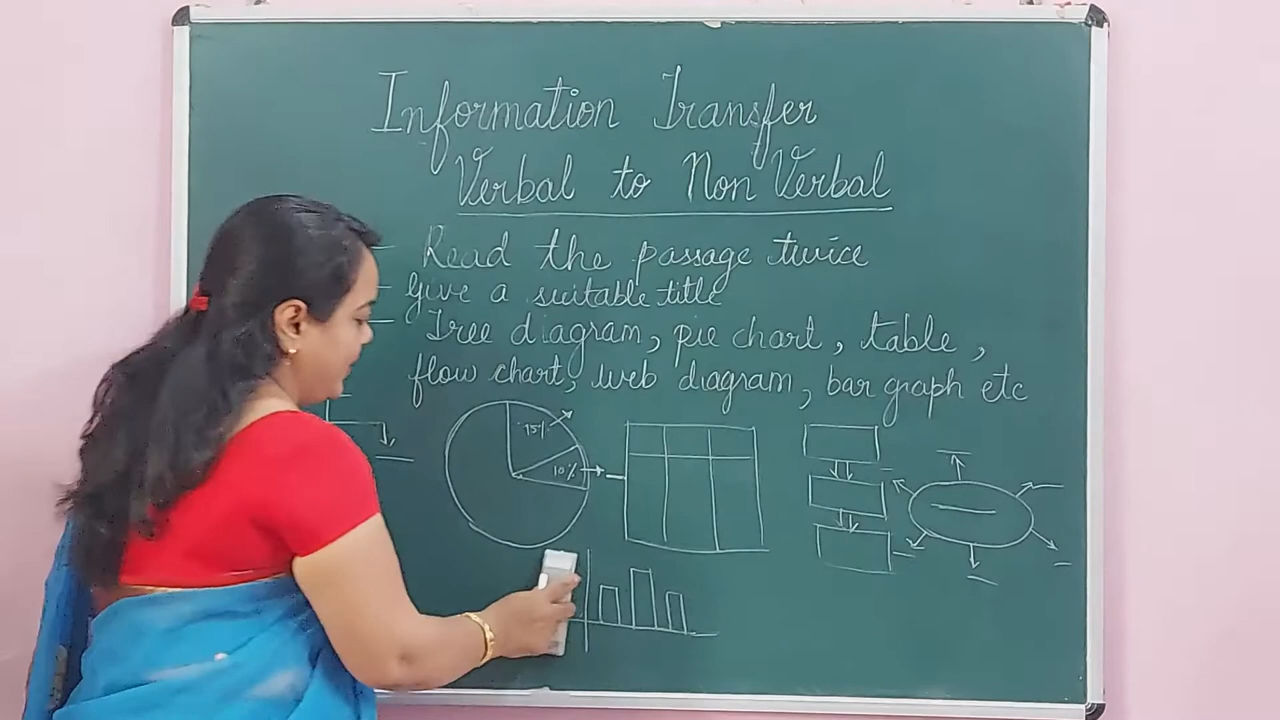 Information Transfer
Verbal to Non Verbal
– Read the passage twice
– Give a suitable title
– Tree diagram, pie chart, table,
flow chart, web diagram, bar graph etc
15%
10%